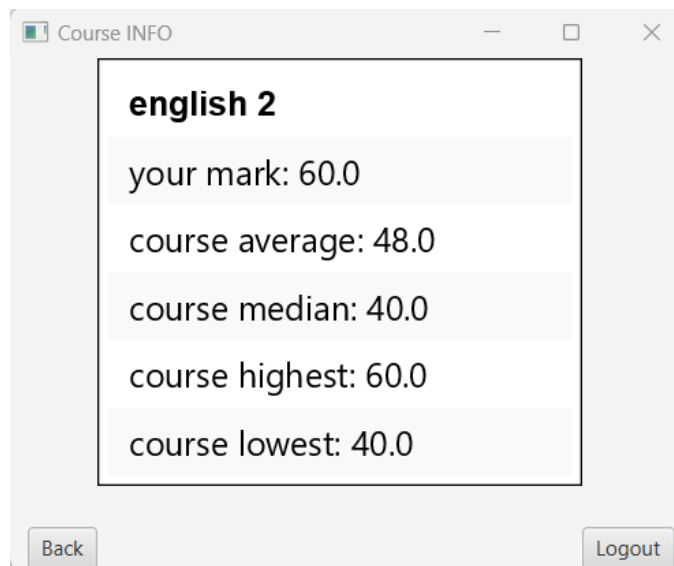 Course INFO
english 2
your mark: 60.0
course average: 48.0
course median: 40.0
course highest: 60.0
course lowest: 40.0
Back
Logout